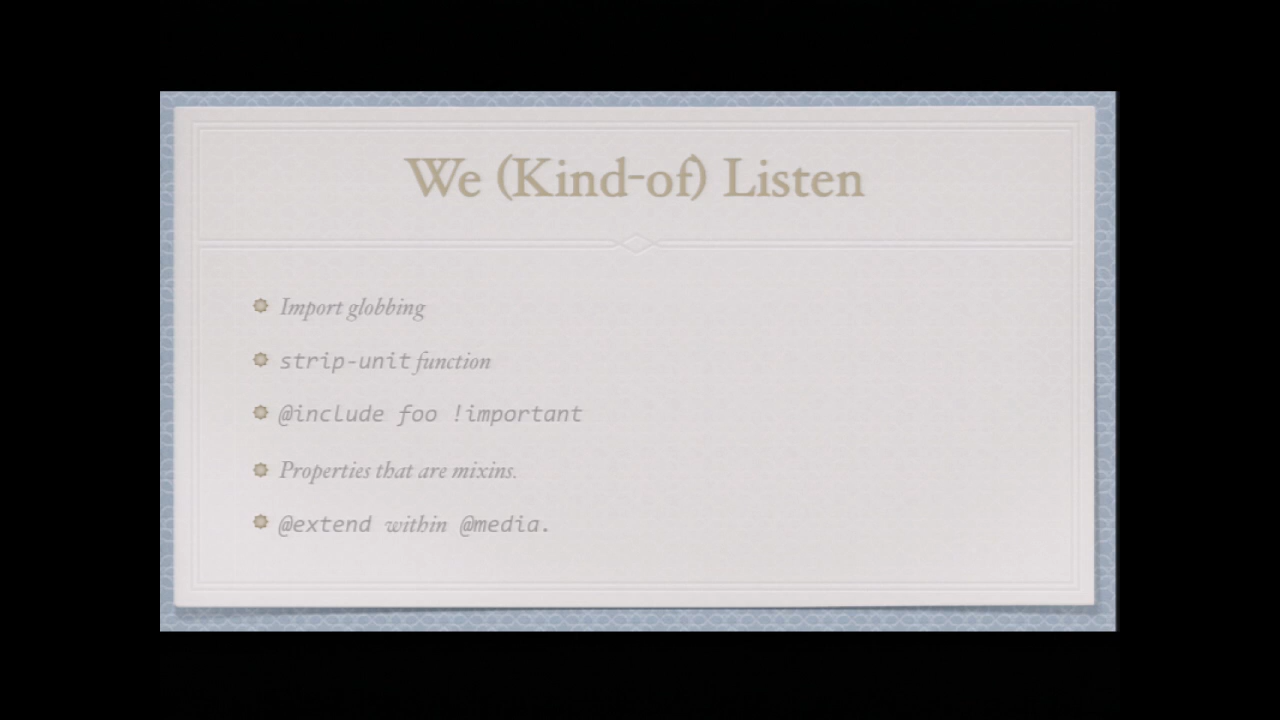 We (Kind-of) Listen
Import globbing
strip-unit function
@include foo !important
Properties that are mixins.
@extend within @media.